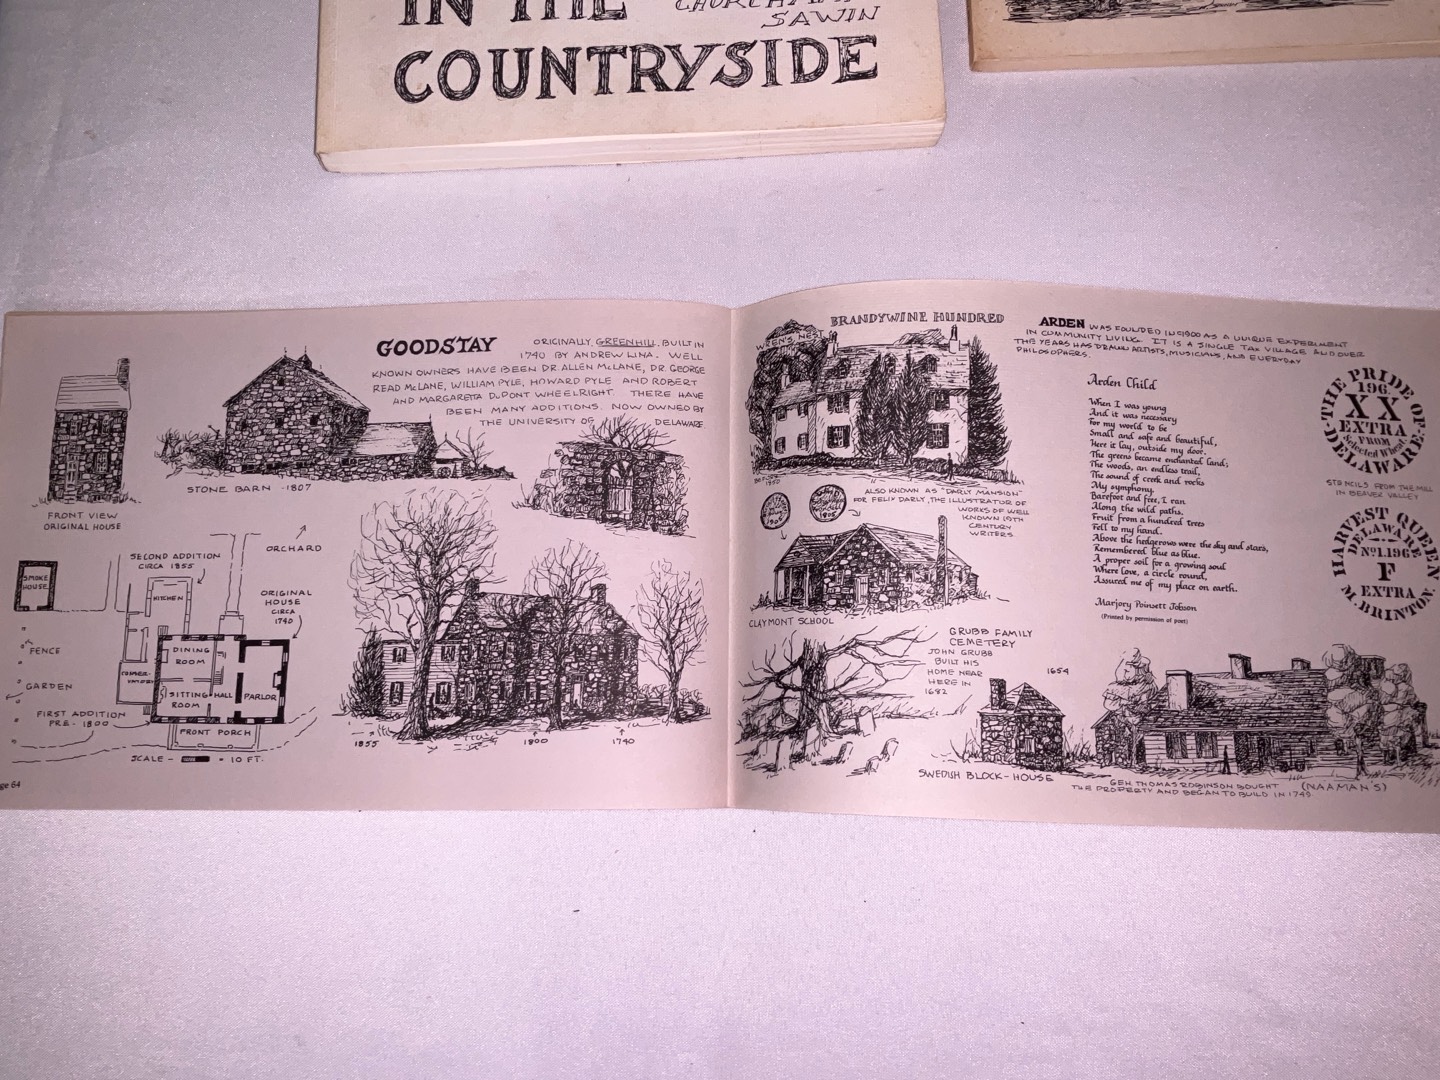 IN THE
COUNTRYSIDE
SAWIN
GOODSTAY
ORIGINALLY, GREENHILL, BUILT IN
1740 BY ANDREW LINA. WELL
KNOWN OWNERS HAVE BEEN DR. ALLEN McLANE, DR. GEORGE
READ McLANE, WILLIAM PYLE, HOWARD PYLE AND ROBERT
AND MARGARETTA DUPONT WHEELRIGHT. THERE HAVE
BEEN MANY ADDITIONS. NOW OWNED BY
THE UNIVERSITY OF DELAWARE
FRONT VIEW
ORIGINAL HOUSE
STONE BARN - 1807
ORCHARD
SECOND ADDITION
CIRCA 1855
SMOKE
HOUSE
KITCHEN
ORIGINAL
HOUSE
CIRCA
1740
FENCE
GARDEN
DINING
ROOM
SITTING
ROOM
HALL
PARLOR
FIRST ADDITION
PRE - 1800
FRONT PORCH
SCALE - = 10 FT.
1855
1800
1740
ge 64
BRANDYWINE HUNDRED
WREN'S NEST
ALSO KNOWN AS "DARLY MANSION"
FOR FELIX DARLY, THE ILLUSTRATOR OF
WORKS OF WELL
KNOWN 19TH
CENTURY
WRITERS
1805
CLAYMONT SCHOOL
GRUBB FAMILY
CEMETERY
JOHN GRUBB
BUILT HIS
HOME NEAR
HERE IN
1682
1654
SWEDISH BLOCK-HOUSE
GEN. THOMAS ROBINSON BOUGHT (NAAMANS)
THE PROPERTY AND BEGAN TO BUILD IN 1740
ARDEN WAS FOUNDED IN 1900 AS A UNIQUE EXPERIMENT
IN COMMUNITY LIVING. IT IS A SINGLE TAX VILLAGE AND OVER
THE YEARS HAS DRAWN ARTISTS, MUSICIANS, AND EVERYDAY
PHILOSOPHERS.
Arden Child
When I was young
And it was necessary
For my world to be
Small and safe and beautiful,
Here it lay, outside my door.
The greens became enchanted land;
The woods, an endless trail,
The sound of creek and rocks
My symphony.
Barefoot and free, I ran
Along the wild paths.
Fruit from a hundred trees
Fell to my hand.
Above the hedgerows were the sky and stars,
Remembered blue as blue.
A proper soil for a growing soul
Where love, a circle round,
Assured me of my place on earth.
Marjory Poinsett Jobson
(Printed by permission of poet)
THE PRIDE OF
DELAWARE
196
XX
EXTRA
FROM
Selected Wheat
STENCILS FROM THE MILL
IN BEAVER VALLEY
HARVEST QUEEN
DELAWARE
No. 1. 196
F
EXTRA
M. BRINTON.